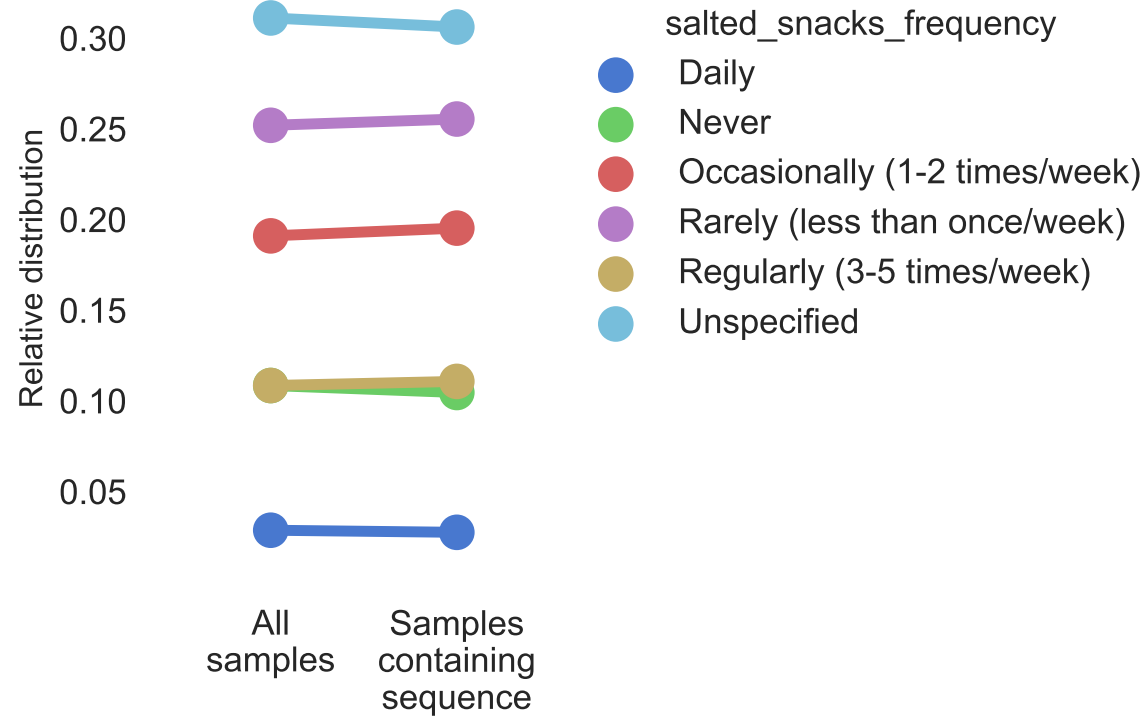 Relative distribution
0.30
0.25
0.20
0.15
0.10
0.05
All
samples
Samples
containing
sequence
salted_snacks_frequency
Daily
Never
Occasionally (1-2 times/week)
Rarely (less than once/week)
Regularly (3-5 times/week)
Unspecified